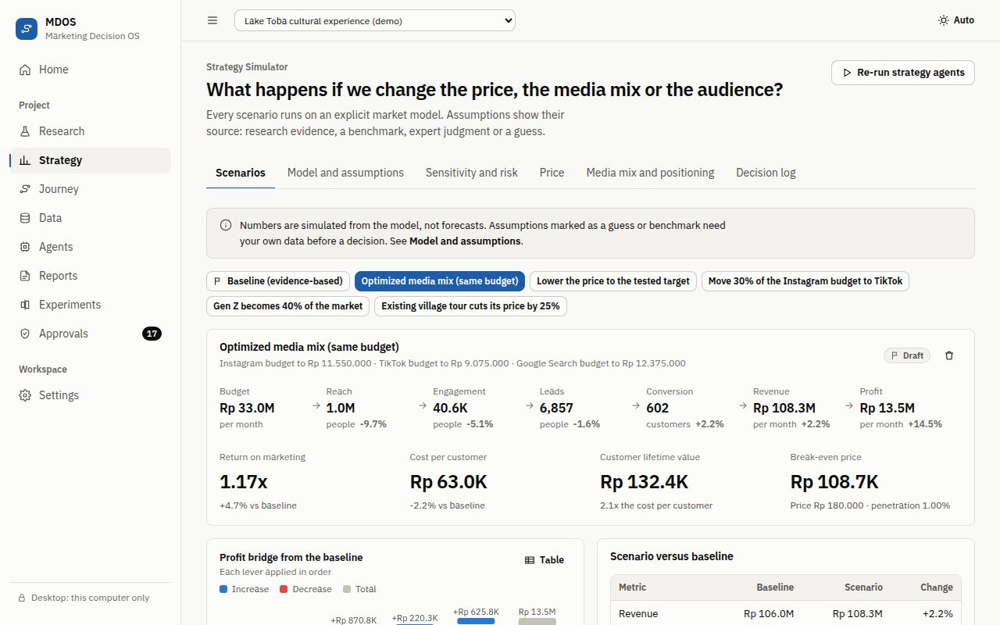 MDOS
Marketing Decision OS
Home
Project
Research
Strategy
Journey
Data
Agents
Reports
Experiments
Approvals 17
Workspace
Settings
Desktop: this computer only
Lake Toba cultural experience (demo)
Auto
Strategy Simulator
What happens if we change the price, the media mix or the audience?
Every scenario runs on an explicit market model. Assumptions show their
source: research evidence, a benchmark, expert judgment or a guess.
Re-run strategy agents
Scenarios Model and assumptions Sensitivity and risk Price Media mix and positioning Decision log
Numbers are simulated from the model, not forecasts. Assumptions marked as a guess or benchmark need
your own data before a decision. See Model and assumptions.
Baseline (evidence-based) Optimized media mix (same budget) Lower the price to the tested target Move 30% of the Instagram budget to TikTok
Gen Z becomes 40% of the market Existing village tour cuts its price by 25%
Optimized media mix (same budget)
Instagram budget to Rp 11.550.000 · TikTok budget to Rp 9.075.000 · Google Search budget to Rp 12.375.000
Draft
Budget → Reach → Engagement → Leads → Conversion → Revenue → Profit
Rp 33.0M 1.0M 40.6K 6,857 602 Rp 108.3M Rp 13.5M
per month people -9.7% people -5.1% people -1.6% customers +2.2% per month +2.2% per month +14.5%
Return on marketing Cost per customer Customer lifetime value Break-even price
1.17x Rp 63.0K Rp 132.4K Rp 108.7K
+4.7% vs baseline -2.2% vs baseline 2.1x the cost per customer Price Rp 180.000 · penetration 1.00%
Profit bridge from the baseline
Each lever applied in order
Table
Increase Decrease Total
+Rp 870.8K +Rp 220.3K +Rp 625.8K Rp 13.5M
Scenario versus baseline
Metric Baseline Scenario Change
Revenue Rp 106.0M Rp 108.3M +2.2%